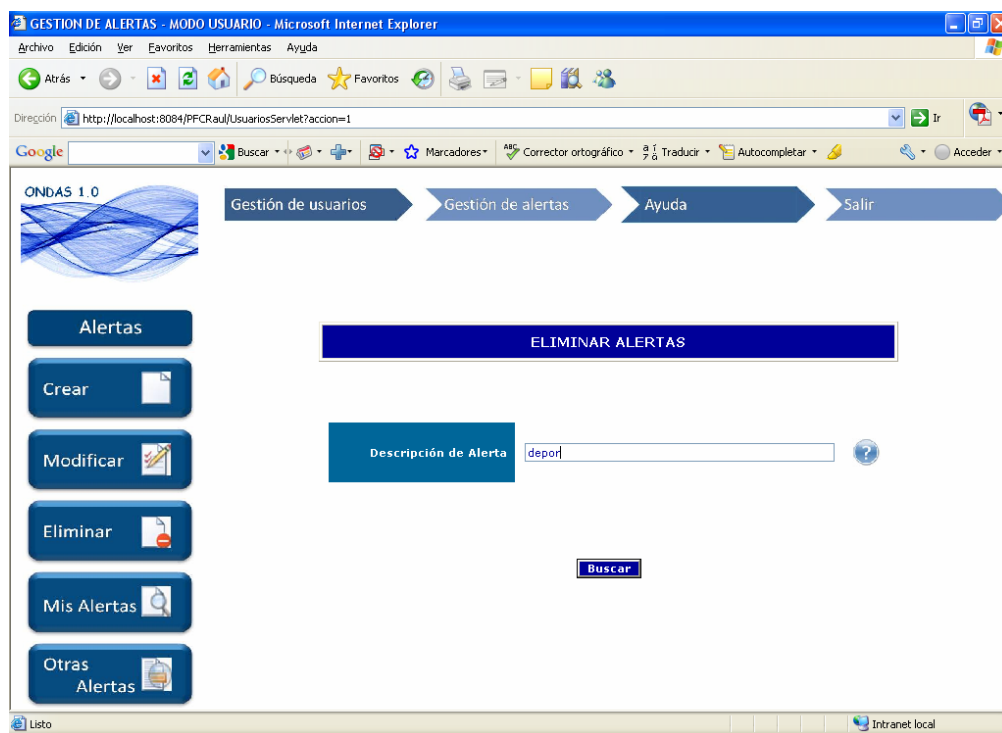 GESTION DE ALERTAS - MODO USUARIO - Microsoft Internet Explorer
Archivo Edición Ver Favoritos Herramientas Ayuda
Atrás Búsqueda Favoritos
Dirección http://localhost:8084/PFCRaul/UsuariosServlet?accion=1 Ir
Google Buscar Marcadores ABC Corrector ortográfico Traducir Autocompletar Acceder
ONDAS 1.0
Gestión de usuarios Gestión de alertas Ayuda Salir
Alertas
ELIMINAR ALERTAS
Crear
Descripción de Alerta depor ?
Modificar
Eliminar
Buscar
Mis Alertas
Otras
Alertas
Listo Intranet local